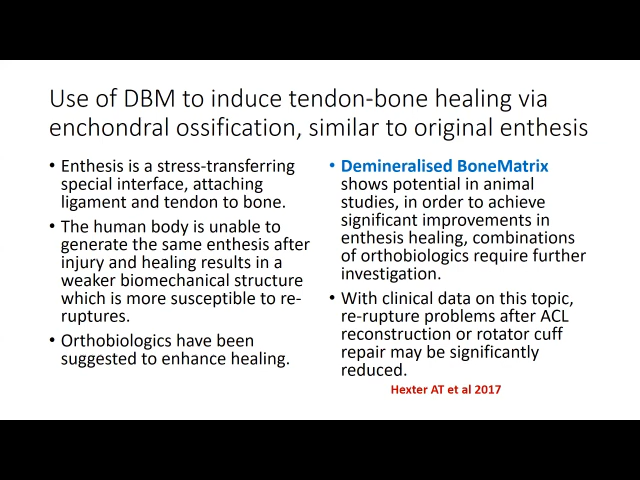 Use of DBM to induce tendon-bone healing via
enchondral ossification, similar to original enthesis
• Enthesis is a stress-transferring
special interface, attaching
ligament and tendon to bone.
• The human body is unable to
generate the same enthesis after
injury and healing results in a
weaker biomechanical structure
which is more susceptible to re-
ruptures.
• Orthobiologics have been
suggested to enhance healing.
• Demineralised BoneMatrix
shows potential in animal
studies, in order to achieve
significant improvements in
enthesis healing, combinations
of orthobiologics require further
investigation.
• With clinical data on this topic,
re-rupture problems after ACL
reconstruction or rotator cuff
repair may be significantly
reduced.
Hexter AT et al 2017